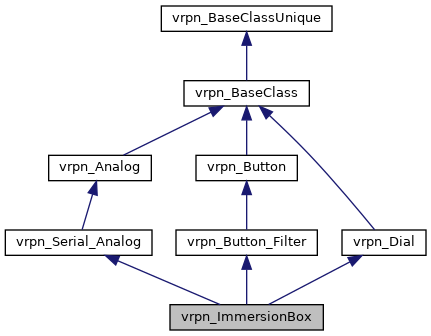 vrpn_BaseClassUnique
vrpn_BaseClass
vrpn_Analog
vrpn_Button
vrpn_Serial_Analog
vrpn_Button_Filter
vrpn_Dial
vrpn_ImmersionBox